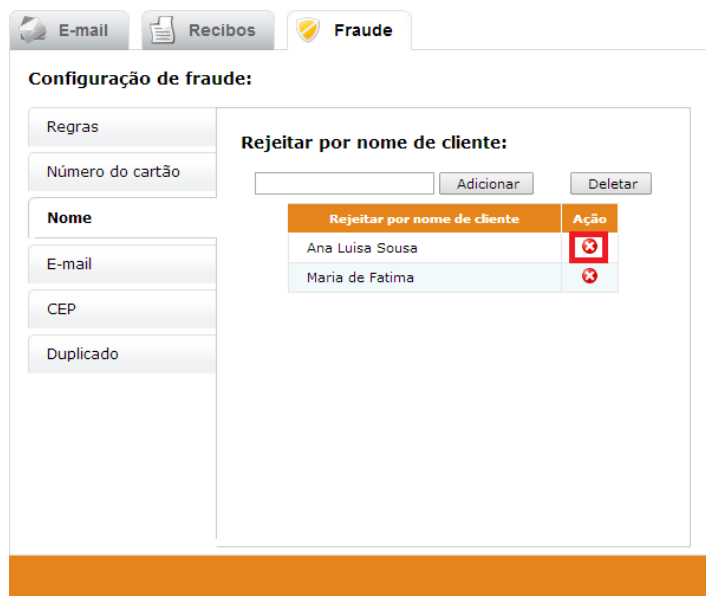 E-mail
Recibos
Fraude
Configuração de fraude:
Regras
Número do cartão
Nome
E-mail
CEP
Duplicado
Rejeitar por nome de cliente:
Adicionar
Deletar
Rejeitar por nome de cliente Ação
Ana Luisa Sousa
Maria de Fatima